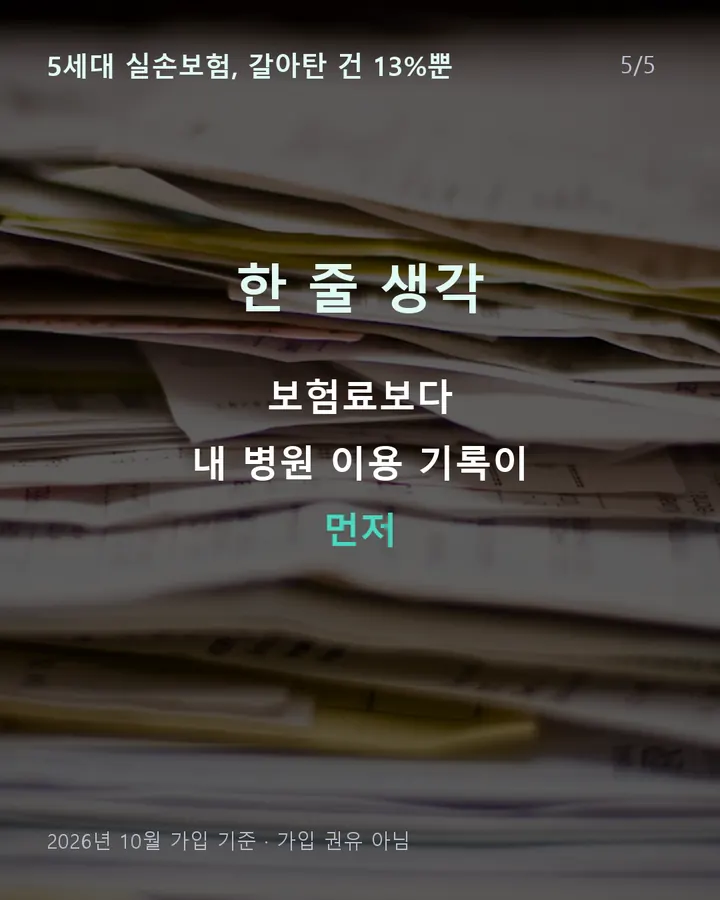 5세대 실손보험, 갈아탄 건 13%뿐
5/5
한 줄 생각
보험료보다
내 병원 이용 기록이
먼저
2026년 10월 가입 기준 · 가입 권유 아님